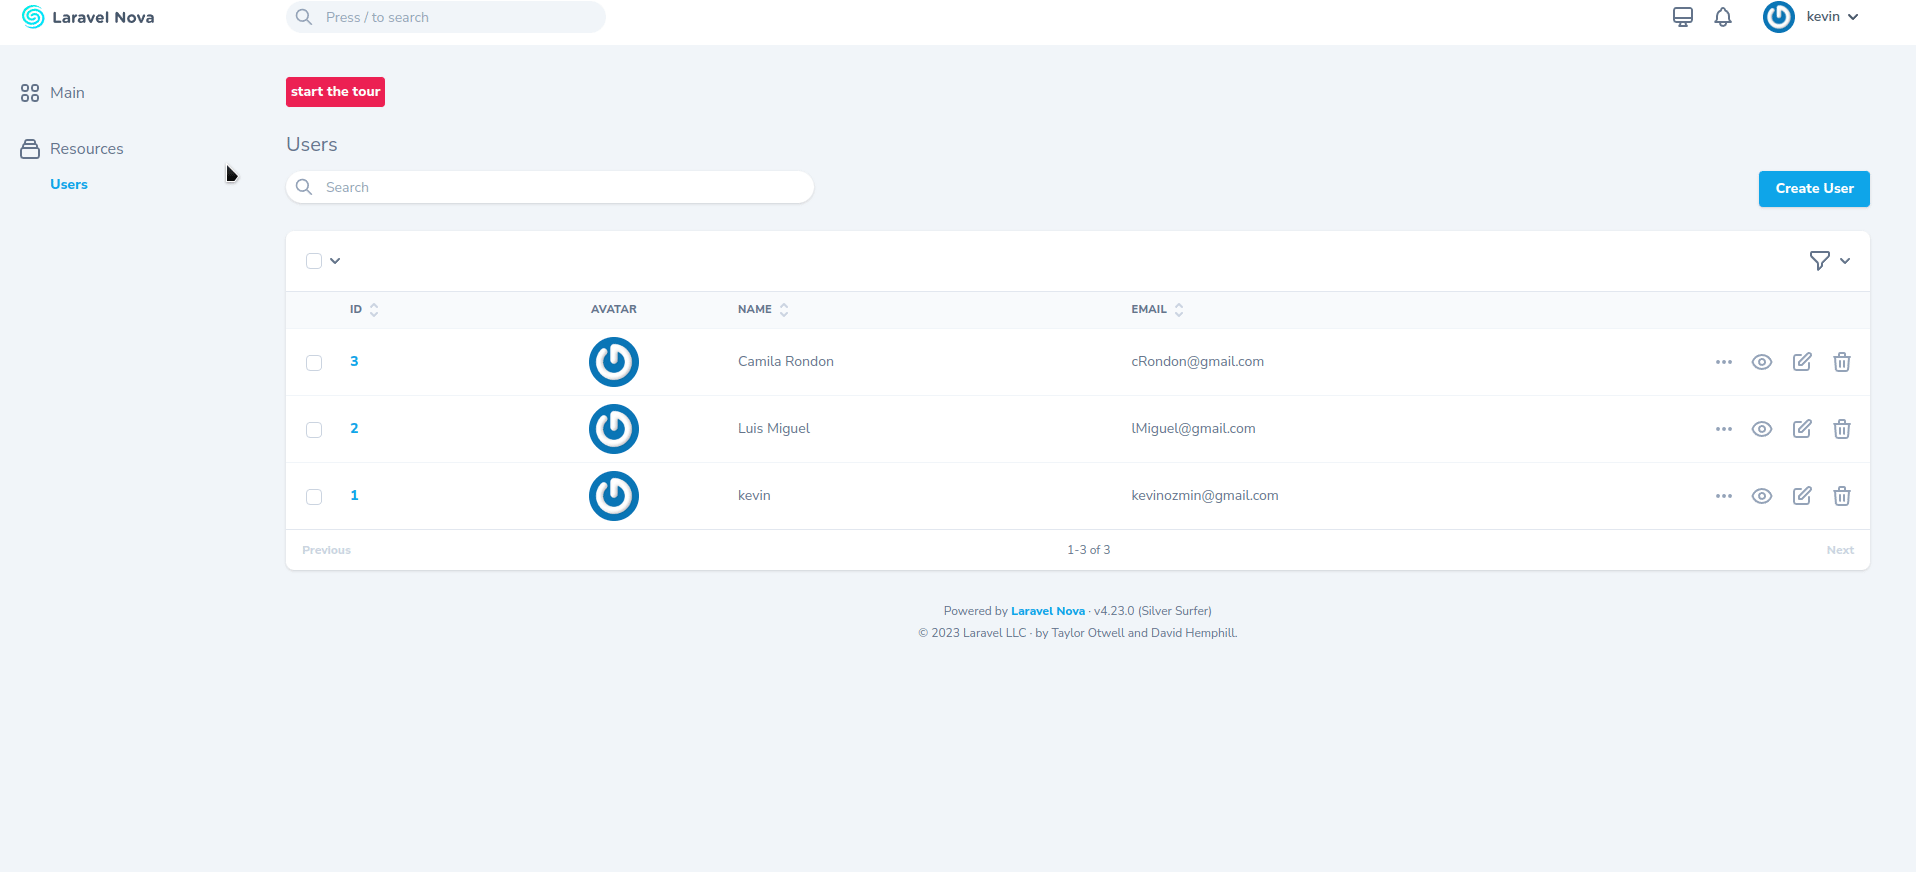 Laravel Nova
Press / to search
kevin
Main
Resources
Users
start the tour
Users
Search
Create User
ID AVATAR NAME EMAIL
3 Camila Rondon cRondon@gmail.com
2 Luis Miguel lMiguel@gmail.com
1 kevin kevinozmin@gmail.com
Previous 1-3 of 3 Next
Powered by Laravel Nova · v4.23.0 (Silver Surfer)
© 2023 Laravel LLC · by Taylor Otwell and David Hemphill.